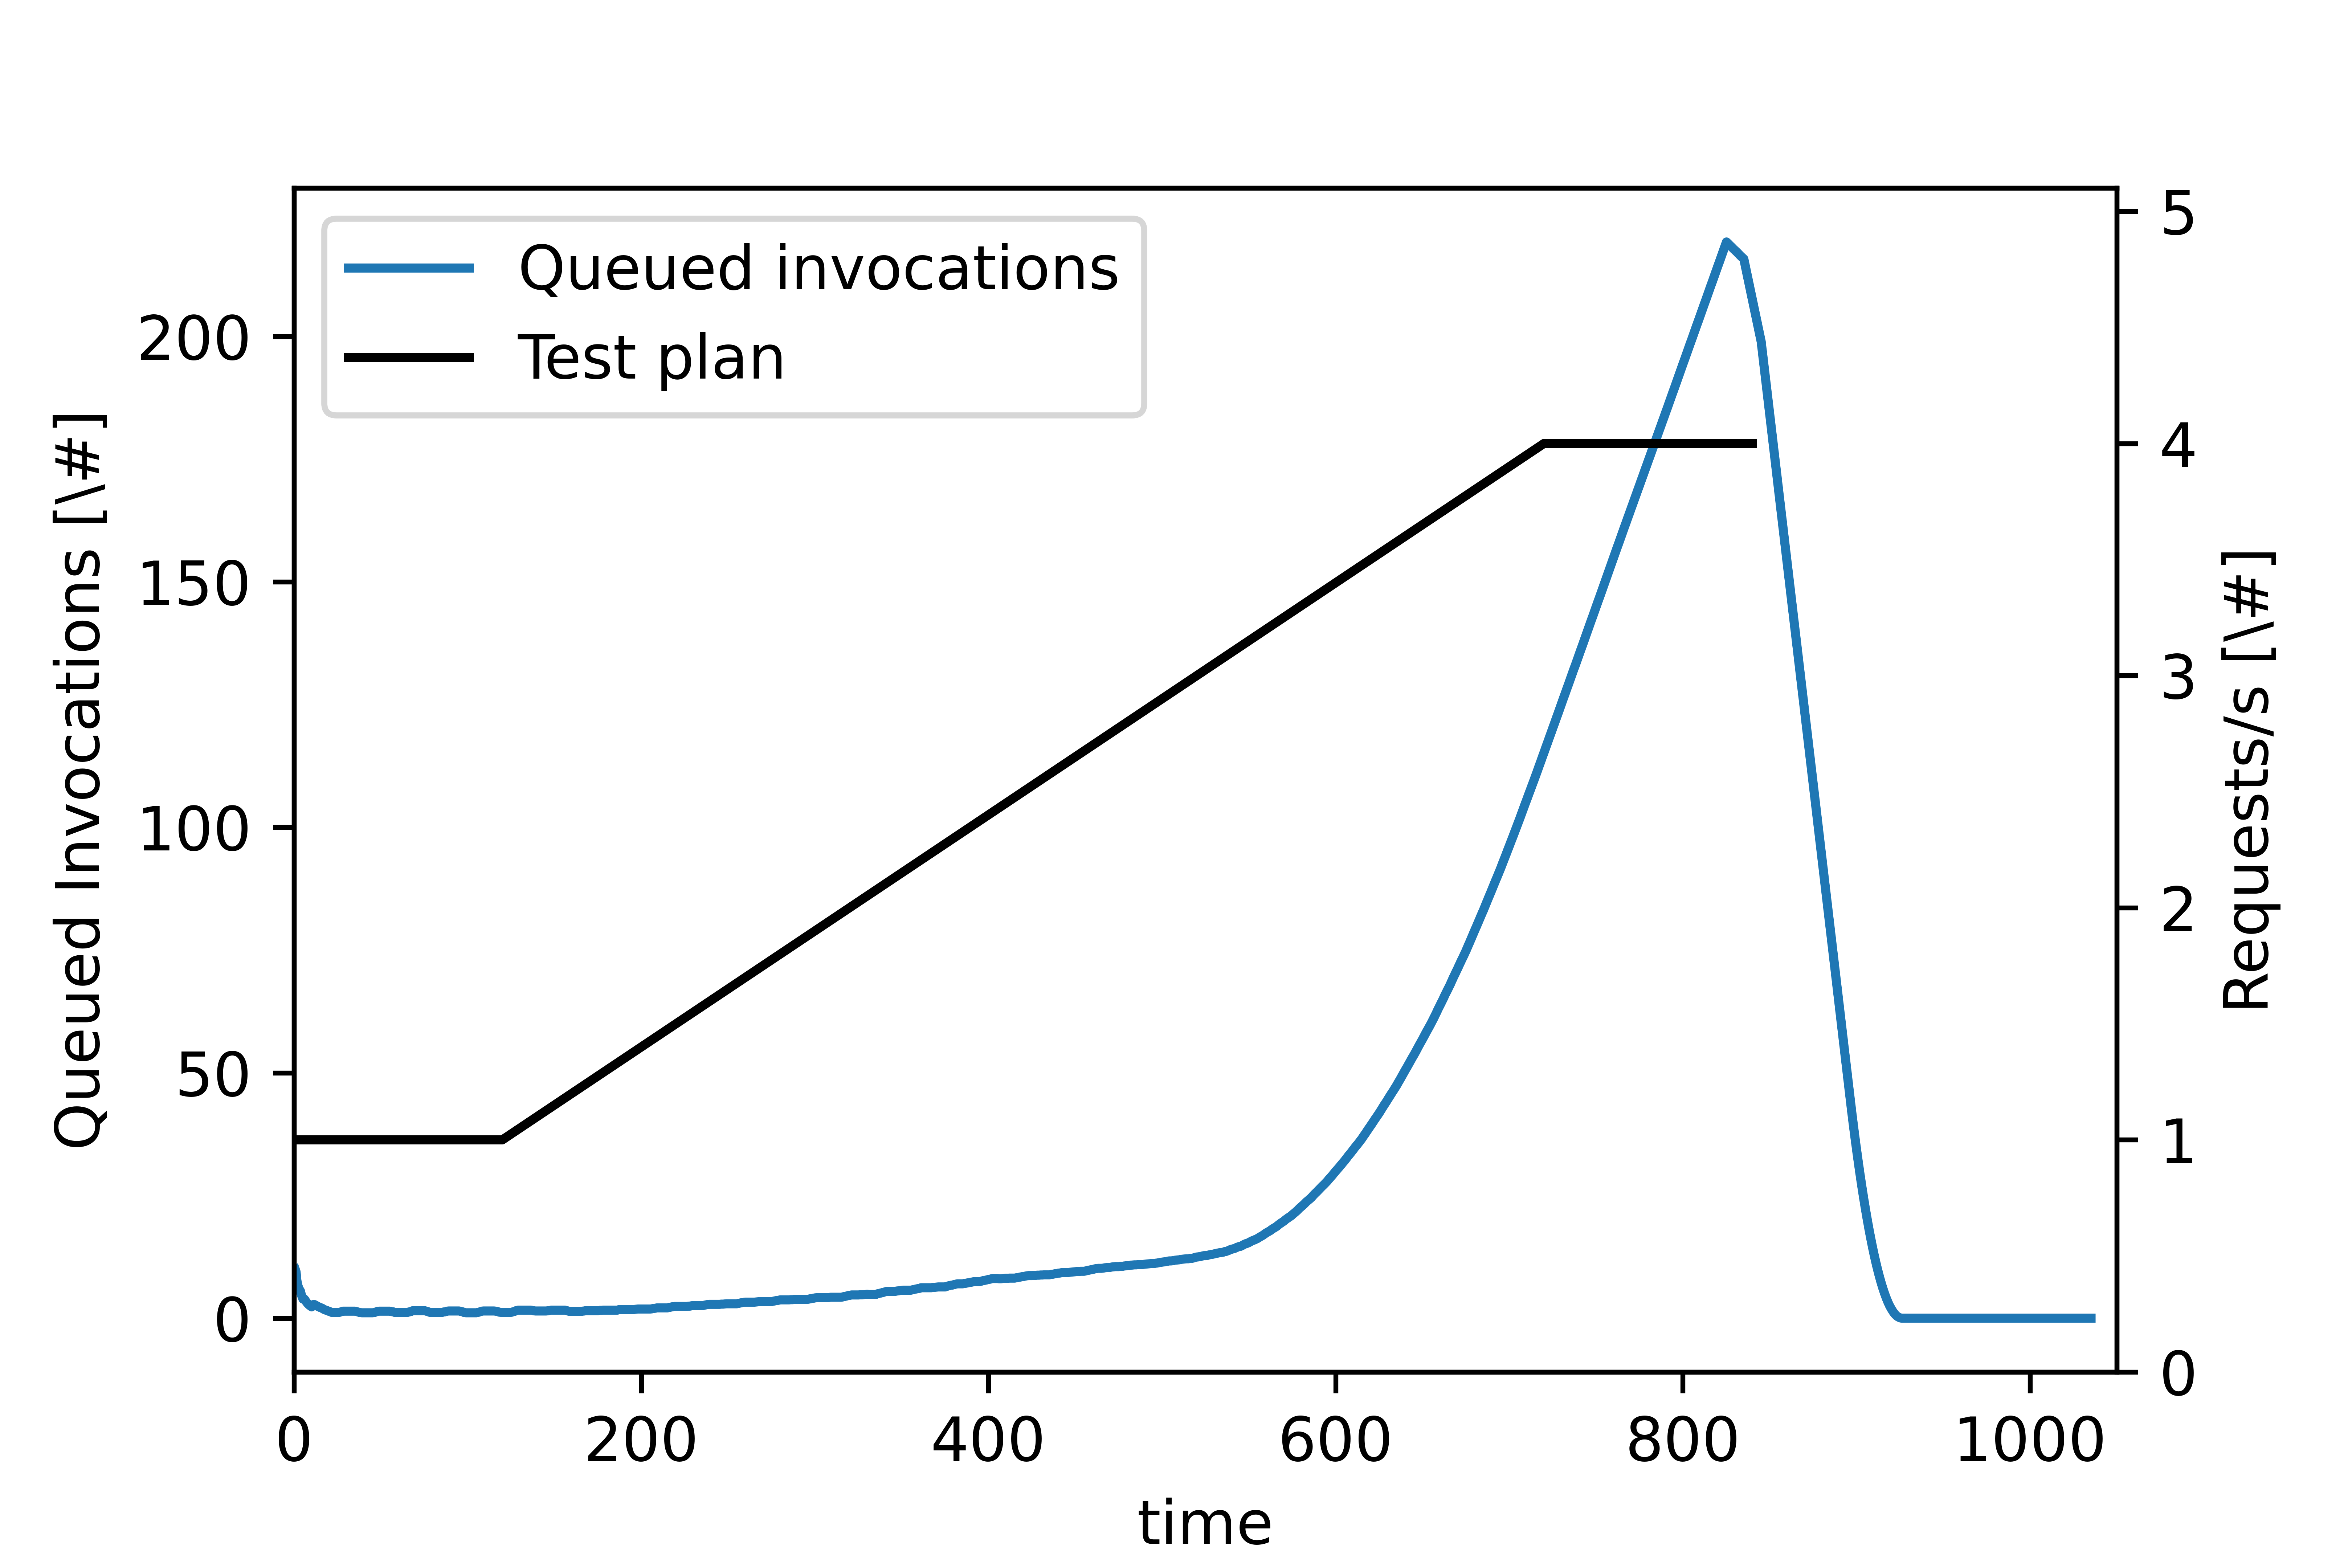 Queued invocations
Test plan
Queued Invocations [\#]
200
150
100
50
0
5
4
3
2
1
0
Requests/s [\#]
0 200 400 600 800 1000
time